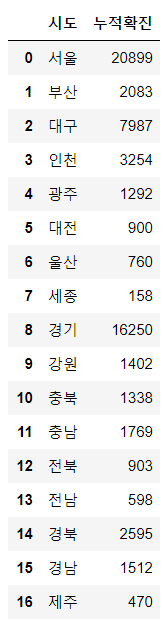 시도 누적확진
0 서울 20899
1 부산 2083
2 대구 7987
3 인천 3254
4 광주 1292
5 대전 900
6 울산 760
7 세종 158
8 경기 16250
9 강원 1402
10 충북 1338
11 충남 1769
12 전북 903
13 전남 598
14 경북 2595
15 경남 1512
16 제주 470